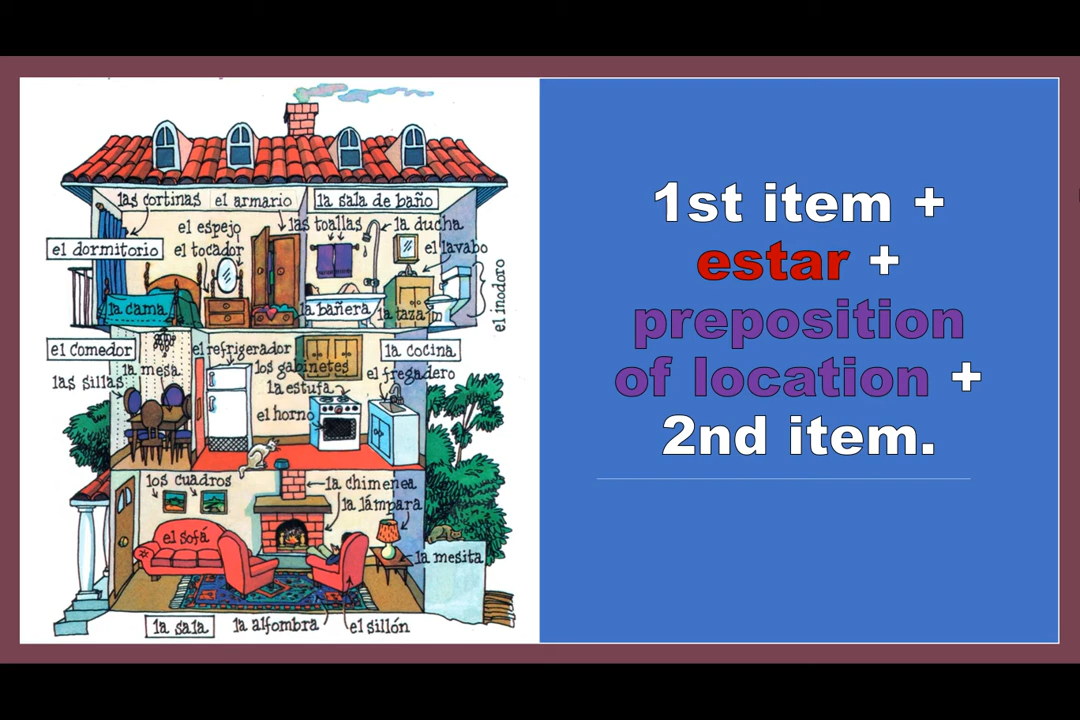 las cortinas
el armario
la sala de baño
el espejo
las toallas
la ducha
el dormitorio
el tocador
el lavabo
el inodoro
la cama
la bañera
la taza
el comedor
el refrigerador
la cocina
la mesa
los gabinetes
el fregadero
las sillas
la estufa
el horno
los cuadros
la chimenea
la lámpara
el sofá
la mesita
la sala
la alfombra
el sillón
1st item +
estar +
preposition
of location +
2nd item.